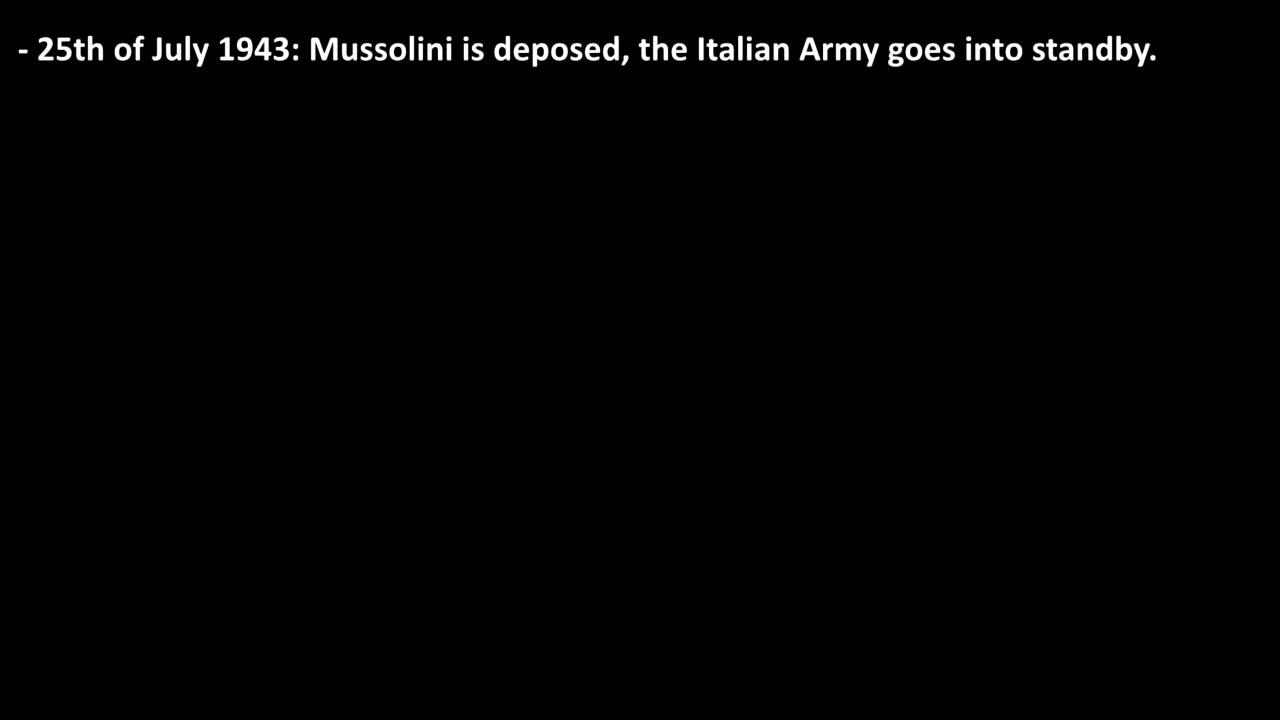 - 25th of July 1943: Mussolini is deposed, the Italian Army goes into standby.